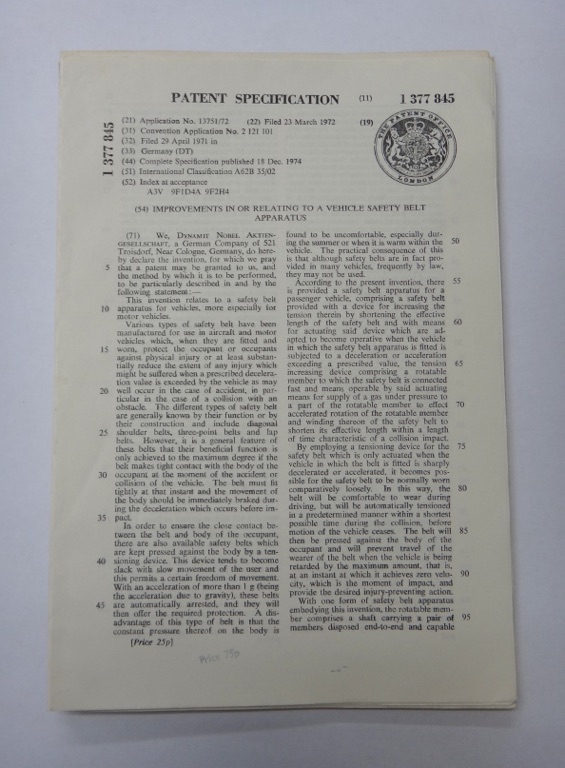 PATENT SPECIFICATION (11) 1 377 845
1 377 845
(21) Application No. 13751/72 (22) Filed 23 March 1972 (19)
(31) Convention Application No. 2 121 101
(32) Filed 29 April 1971 in
(33) Germany (DT)
(44) Complete Specification published 18 Dec. 1974
(51) International Classification A62B 35/02
(52) Index at acceptance
A3V 9F1D4A 9F2H4
THE PATENT OFFICE
LONDON
(54) IMPROVEMENTS IN OR RELATING TO A VEHICLE SAFETY BELT
APPARATUS
(71) We, DYNAMIT NOBEL AKTIEN-
GESELLSCHAFT, a German Company of 521
Troisdorf, Near Cologne, Germany, do here-
by declare the invention, for which we pray
5 that a patent may be granted to us, and
the method by which it is to be performed,
to be particularly described in and by the
following statement:—
This invention relates to a safety belt
10 apparatus for vehicles, more especially for
motor vehicles.
Various types of safety belt have been
manufactured for use in aircraft and motor
vehicles which, when they are fitted and
15 worn, protect the occupant or occupants
against physical injury or at least substan-
tially reduce the extent of any injury which
might be suffered when a prescribed decelera-
tion value is exceeded by the vehicle as may
20 well occur in the case of accident, in par-
ticular in the case of a collision with an
obstacle. The different types of safety belt
are generally known by their function or by
their construction and include diagonal
25 shoulder belts, three-point belts and lap
belts. However, it is a general feature of
these belts that their beneficial function is
only achieved to the maximum degree if the
belt makes tight contact with the body of the
30 occupant at the moment of the accident or
collision of the vehicle. The belt must fit
tightly at that instant and the movement of
the body should be immediately braked dur-
ing the deceleration which occurs before im-
35 pact.
In order to ensure the close contact be-
tween the belt and body of the occupant,
there are also available safety belts which
are kept pressed against the body by a ten-
40 sioning device. This device tends to become
slack with slow movement of the user and
this permits a certain freedom of movement.
With an acceleration of more than 1 g (being
the acceleration due to gravity), these belts
45 are automatically arrested, and they will
then offer the required protection. A dis-
advantage of this type of belt is that the
constant pressure thereof on the body is
[Price 25p]
found to be uncomfortable, especially dur-
ing the summer or when it is warm within the 50
vehicle. The practical consequence of this
is that although safety belts are in fact pro-
vided in many vehicles, frequently by law,
they may not be used.
According to the present invention, there 55
is provided a safety belt apparatus for a
passenger vehicle, comprising a safety belt
provided with a device for increasing the
tension therein by shortening the effective
length of the safety belt and with means 60
for actuating said device which are ad-
apted to become operative when the vehicle
in which the safety belt apparatus is fitted is
subjected to a deceleration or acceleration
exceeding a prescribed value, the tension 65
increasing device comprising a rotatable
member to which the safety belt is connected
fast and means operable by said actuating
means for supply of a gas under pressure to
a part of the rotatable member to effect 70
accelerated rotation of the rotatable member
and winding thereon of the safety belt to
shorten its effective length within a length
of time characteristic of a collision impact.
By employing a tensioning device for the 75
safety belt which is only actuated when the
vehicle in which the belt is fitted is sharply
decelerated or accelerated, it becomes pos-
sible for the safety belt to be normally worn
comparatively loosely. In this way, the 80
belt will be comfortable to wear during
driving, but will be automatically tensioned
in a predetermined manner within a shortest
possible time during the collision, before
motion of the vehicle ceases. The belt will 85
then be pressed against the body of the
occupant and will prevent travel of the
wearer of the belt when the vehicle is being
retarded by the maximum amount, that is,
at an instant at which it achieves zero velo- 90
city, which is the moment of impact, and
provide the desired injury-preventing action.
With one form of safety belt apparatus
embodying this invention, the rotatable mem-
ber comprises a shaft carrying a pair of 95
members disposed end-to-end and capable